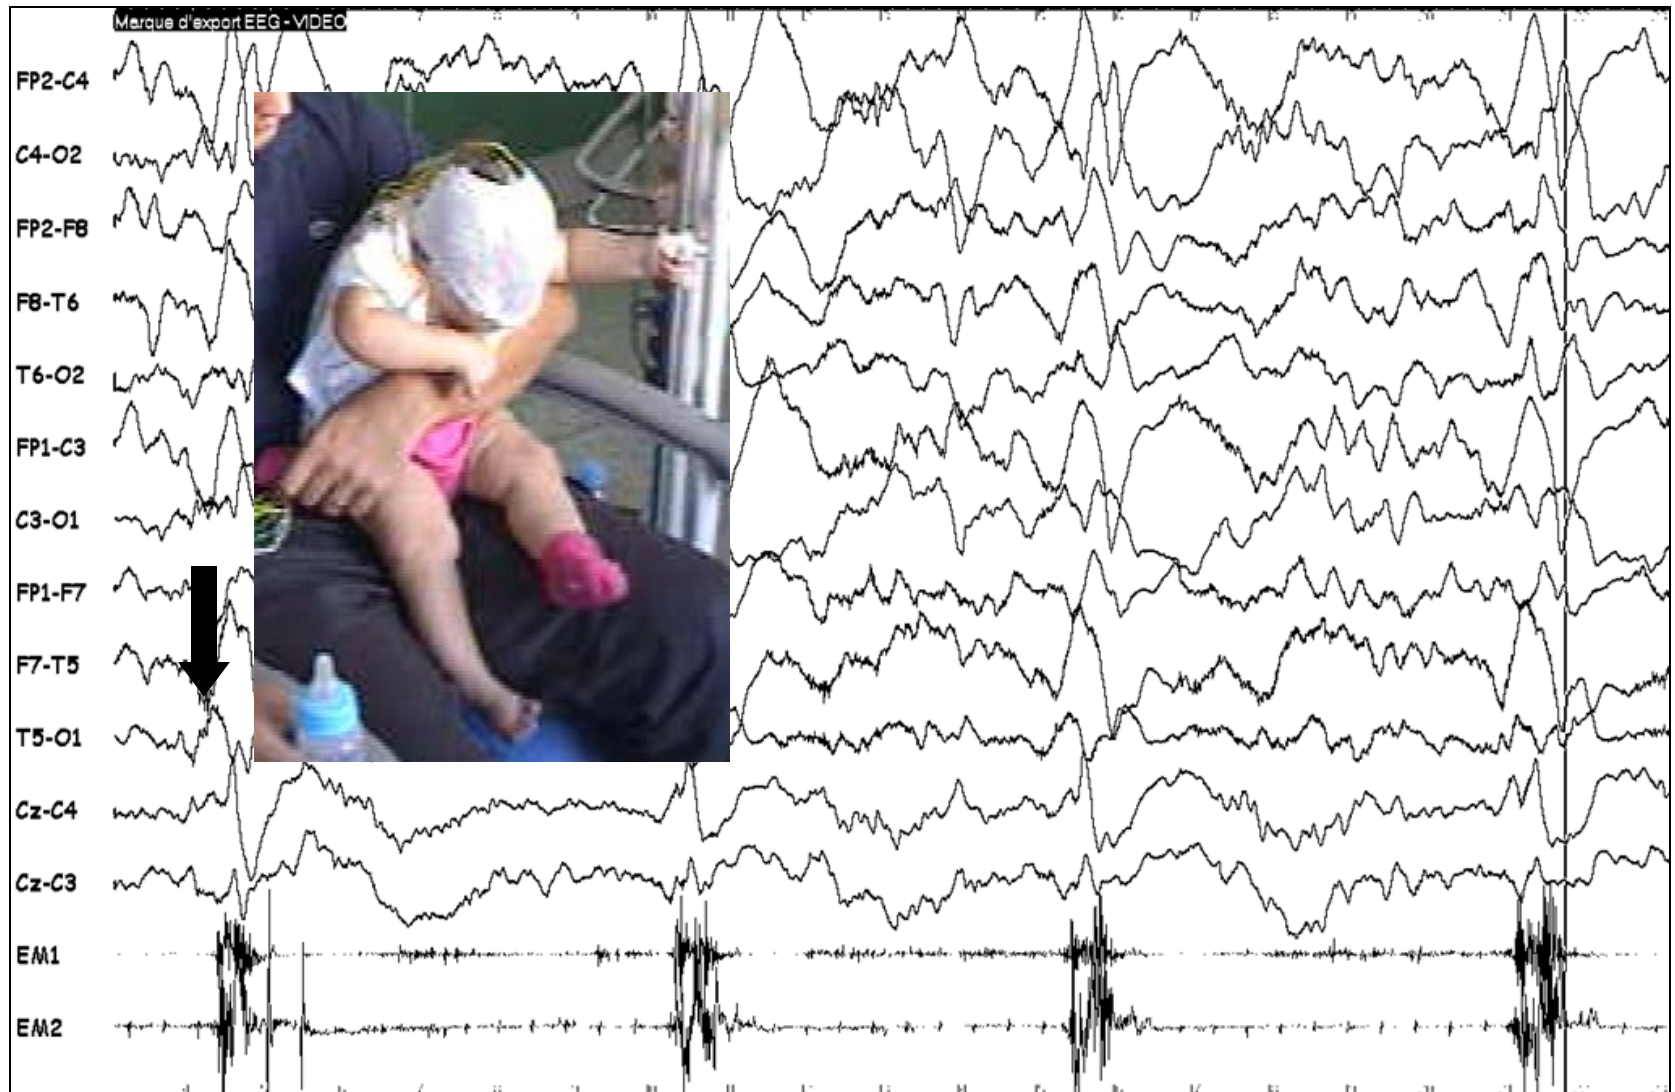 Marque d'export EEG - VIDEO
FP2-C4
C4-O2
FP2-F8
F8-T6
T6-O2
FP1-C3
C3-O1
FP1-F7
F7-T5
T5-O1
Cz-C4
Cz-C3
EM1
EM2